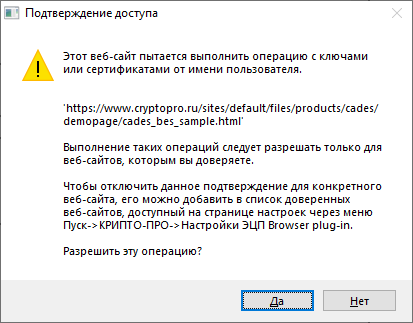 Подтверждение доступа
Этот веб-сайт пытается выполнить операцию с ключами
или сертификатами от имени пользователя.
'https://www.cryptopro.ru/sites/default/files/products/cades/
demopage/cades_bes_sample.html'
Выполнение таких операций следует разрешать только для
веб-сайтов, которым вы доверяете.
Чтобы отключить данное подтверждение для конкретного
веб-сайта, его можно добавить в список доверенных
веб-сайтов, доступный на странице настроек через меню
Пуск->КРИПТО-ПРО->Настройки ЭЦП Browser plug-in.
Разрешить эту операцию?
Да Нет